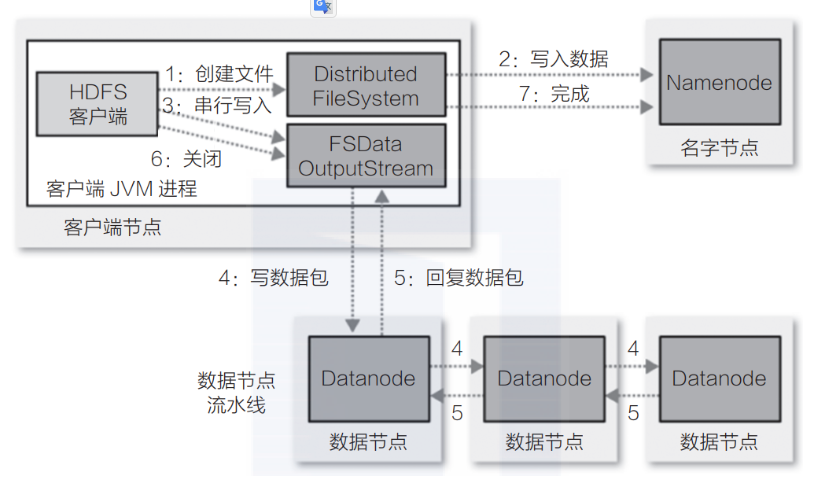 1：创建文件
2：写入数据
HDFS
客户端
Distributed
FileSystem
Namenode
3：串行写入
7：完成
FSData
OutputStream
名字节点
6：关闭
客户端 JVM 进程
客户端节点
4：写数据包
5：回复数据包
数据节点
流水线
Datanode
4
5
Datanode
4
5
Datanode
数据节点
数据节点
数据节点